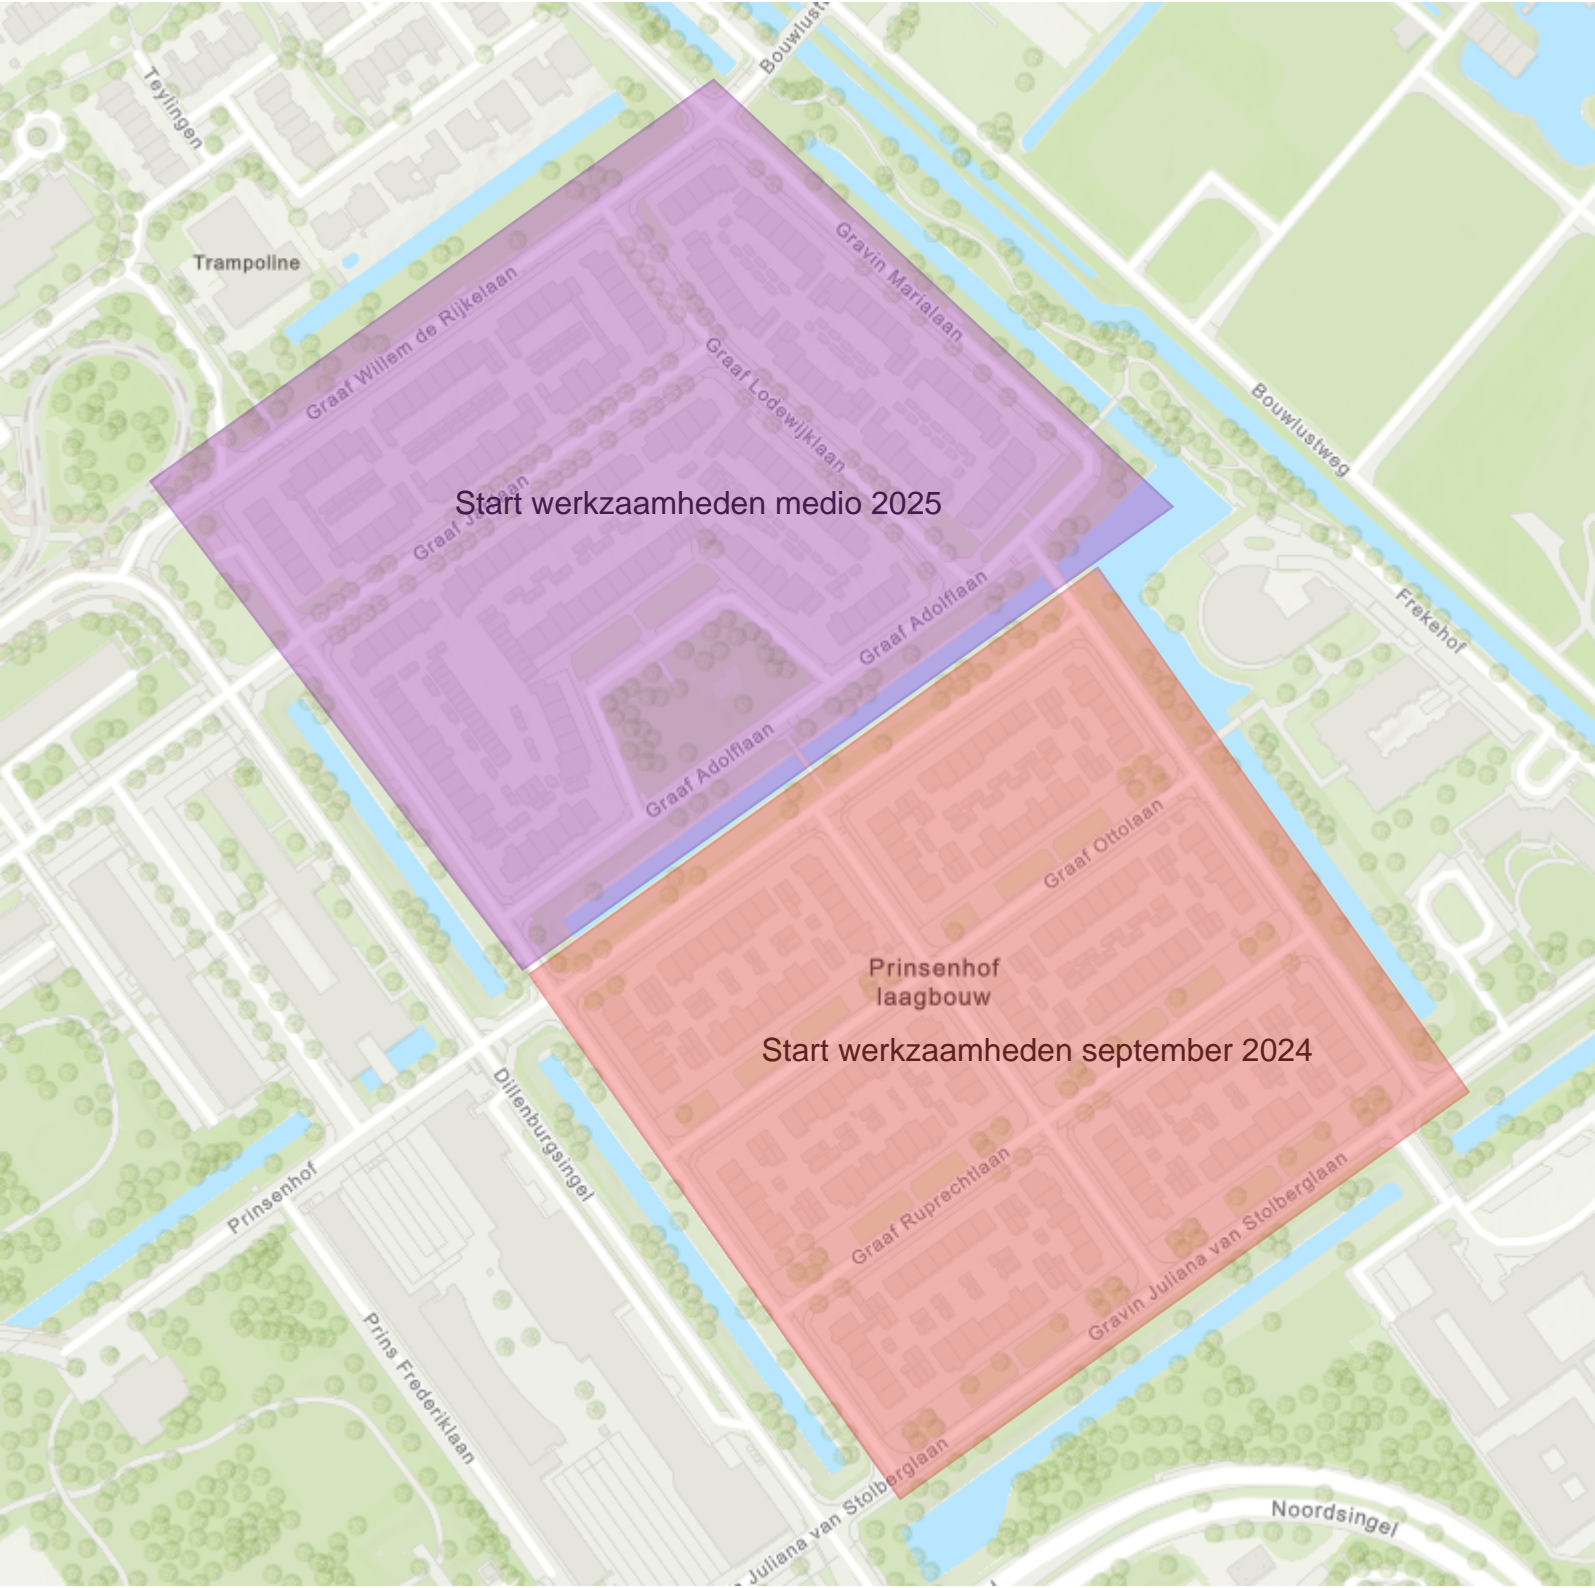 Bouwlust
Teylingen
Trampoline
Graaf Willem de Rijkelaan
Gravin Marialaan
Graaf Lodewijklaan
Bouwlustweg
Start werkzaamheden medio 2025
Graaf
Graaf Adolflaan
Frekehof
Graaf Adolflaan
Graaf Ottolaan
Prinsenhof
laagbouw
Start werkzaamheden september 2024
Dillenburgsingel
Prinsenhof
Graaf Ruprechtlaan
Gravin Juliana van Stolberglaan
Prins Frederiklaan
Juliana van Stolberglaan
Noordsingel